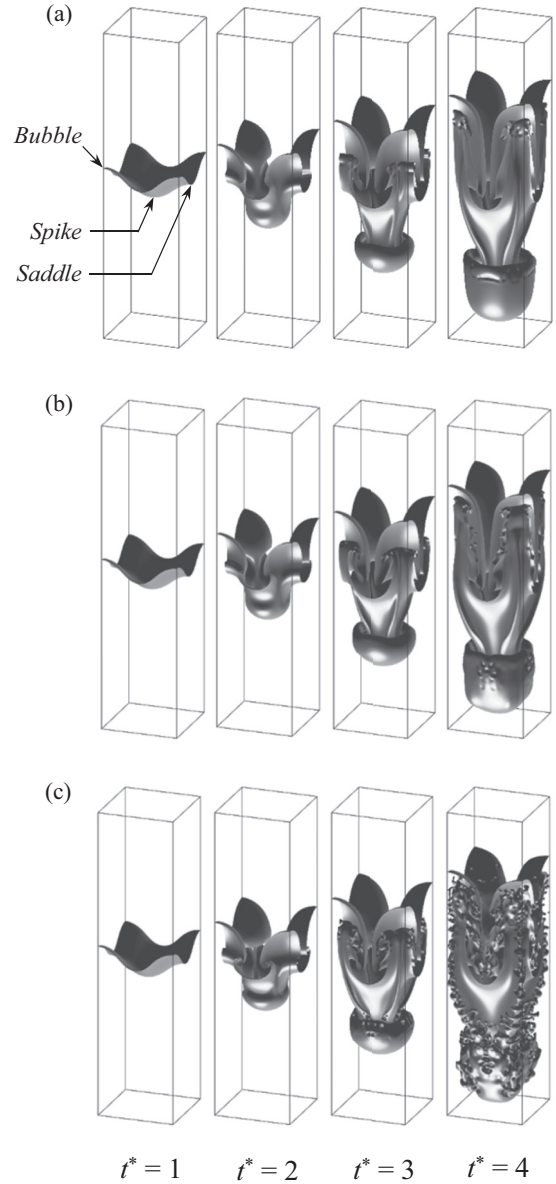 (a)
Bubble
Spike
Saddle
(b)
(c)
t* = 1 t* = 2 t* = 3 t* = 4